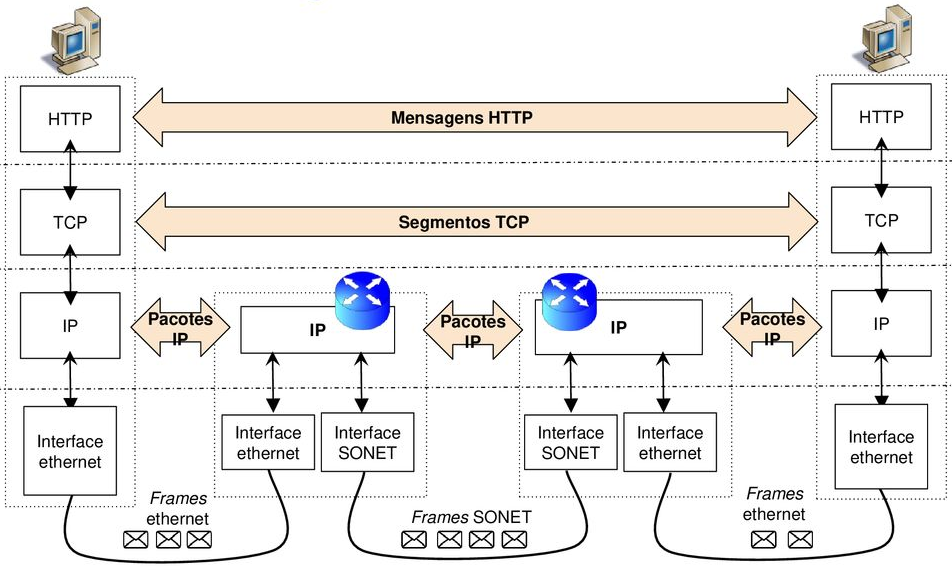 HTTP
Mensagens HTTP
HTTP
TCP
Segmentos TCP
TCP
IP
Pacotes
IP
IP
Pacotes
IP
IP
Pacotes
IP
IP
Interface
ethernet
Interface
ethernet
Interface
SONET
Interface
SONET
Interface
ethernet
Interface
ethernet
Frames
ethernet
Frames SONET
Frames
ethernet